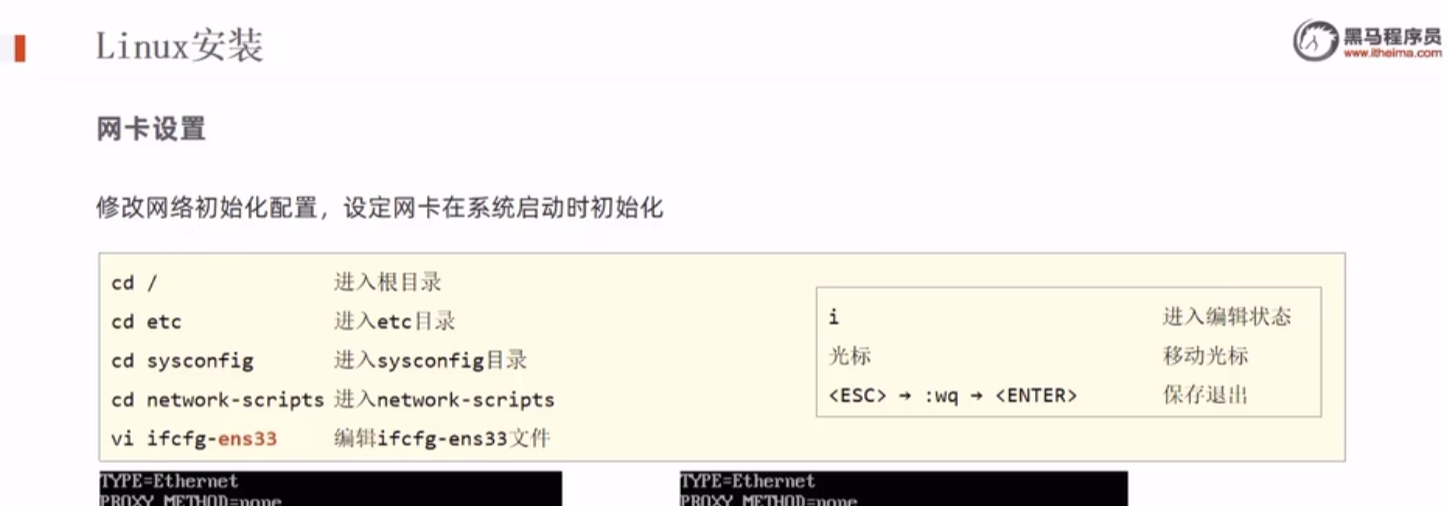 Linux安装
黑马程序员
www.itheima.com
网卡设置
修改网络初始化配置，设定网卡在系统启动时初始化
cd / 进入根目录
cd etc 进入etc目录
cd sysconfig 进入sysconfig目录
cd network-scripts 进入network-scripts
vi ifcfg-ens33 编辑ifcfg-ens33文件
i 进入编辑状态
光标 移动光标
<ESC> → :wq → <ENTER> 保存退出
TYPE=Ethernet
PROXY_METHOD=none
TYPE=Ethernet
PROXY_METHOD=none